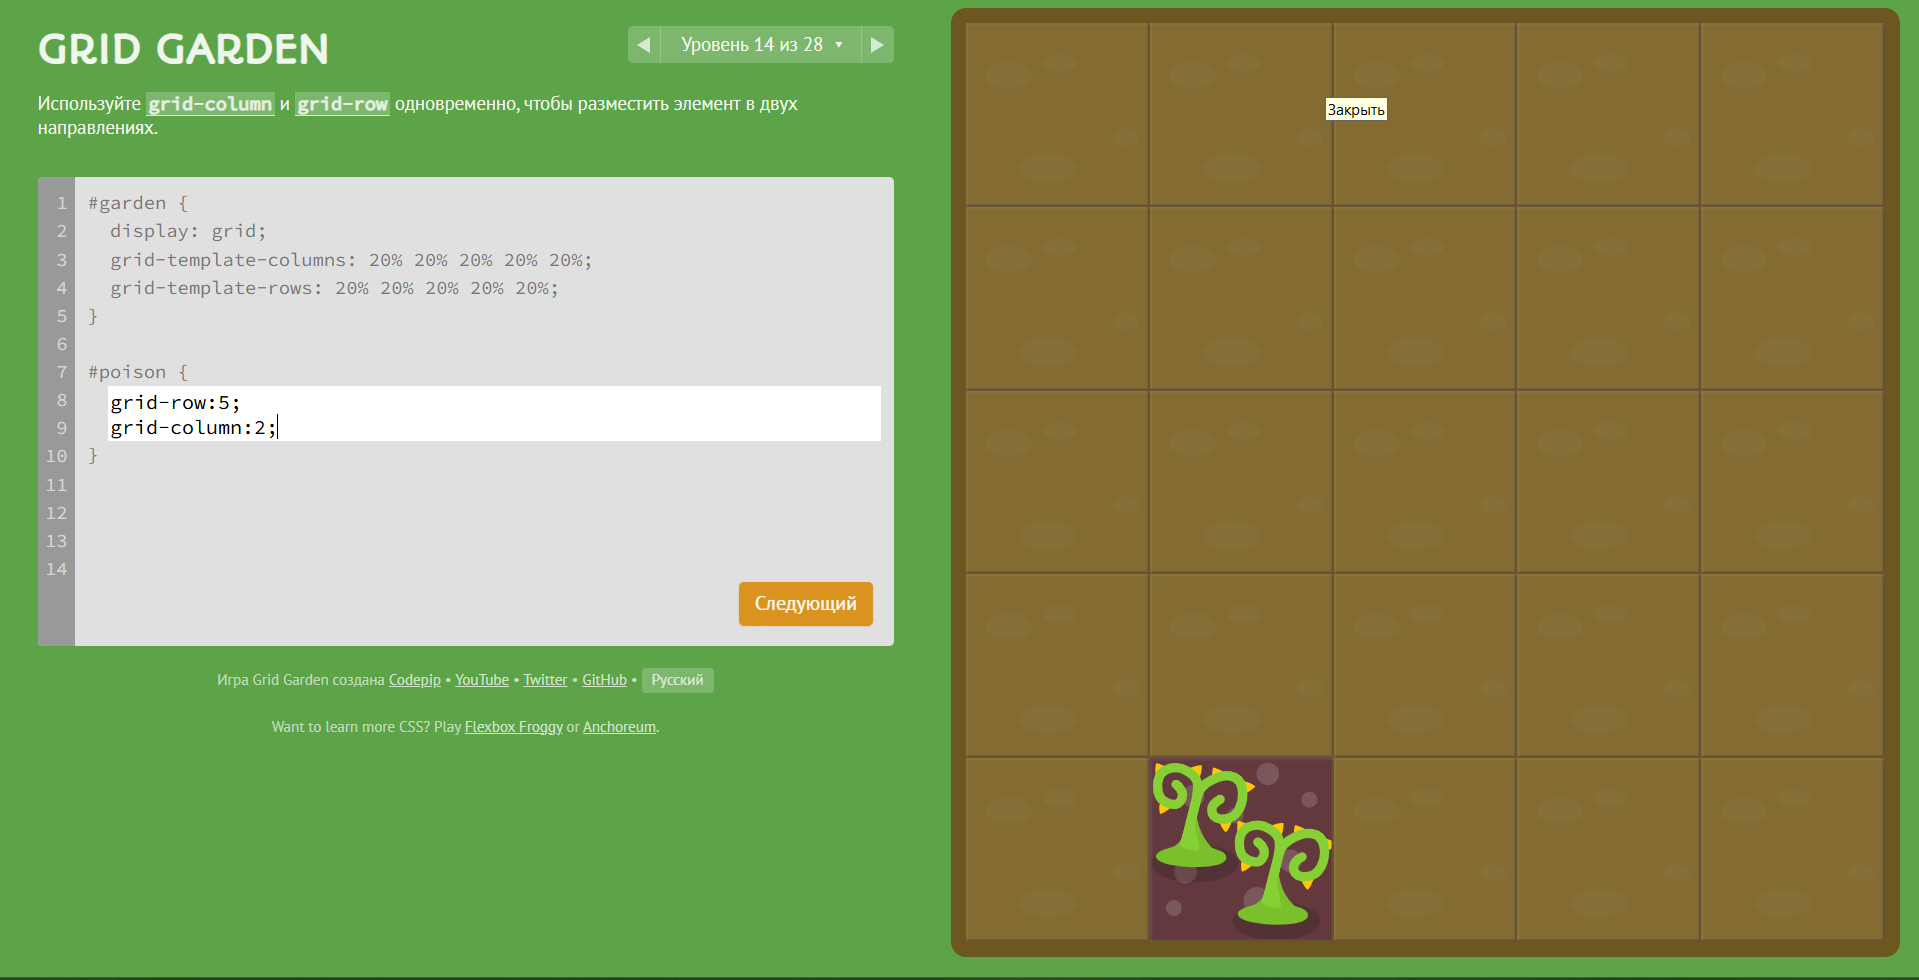 GRID GARDEN
◀ Уровень 14 из 28 ▼ ▶
Используйте grid-column и grid-row одновременно, чтобы разместить элемент в двух
направлениях.
1 #garden {
2 display: grid;
3 grid-template-columns: 20% 20% 20% 20% 20%;
4 grid-template-rows: 20% 20% 20% 20% 20%;
5 }
6
7 #poison {
8 grid-row:5;
9 grid-column:2;
10 }
11
12
13
14
Следующий
Игра Grid Garden создана Codepip • YouTube • Twitter • GitHub • Русский
Want to learn more CSS? Play Flexbox Froggy or Anchoreum.
Закрыть